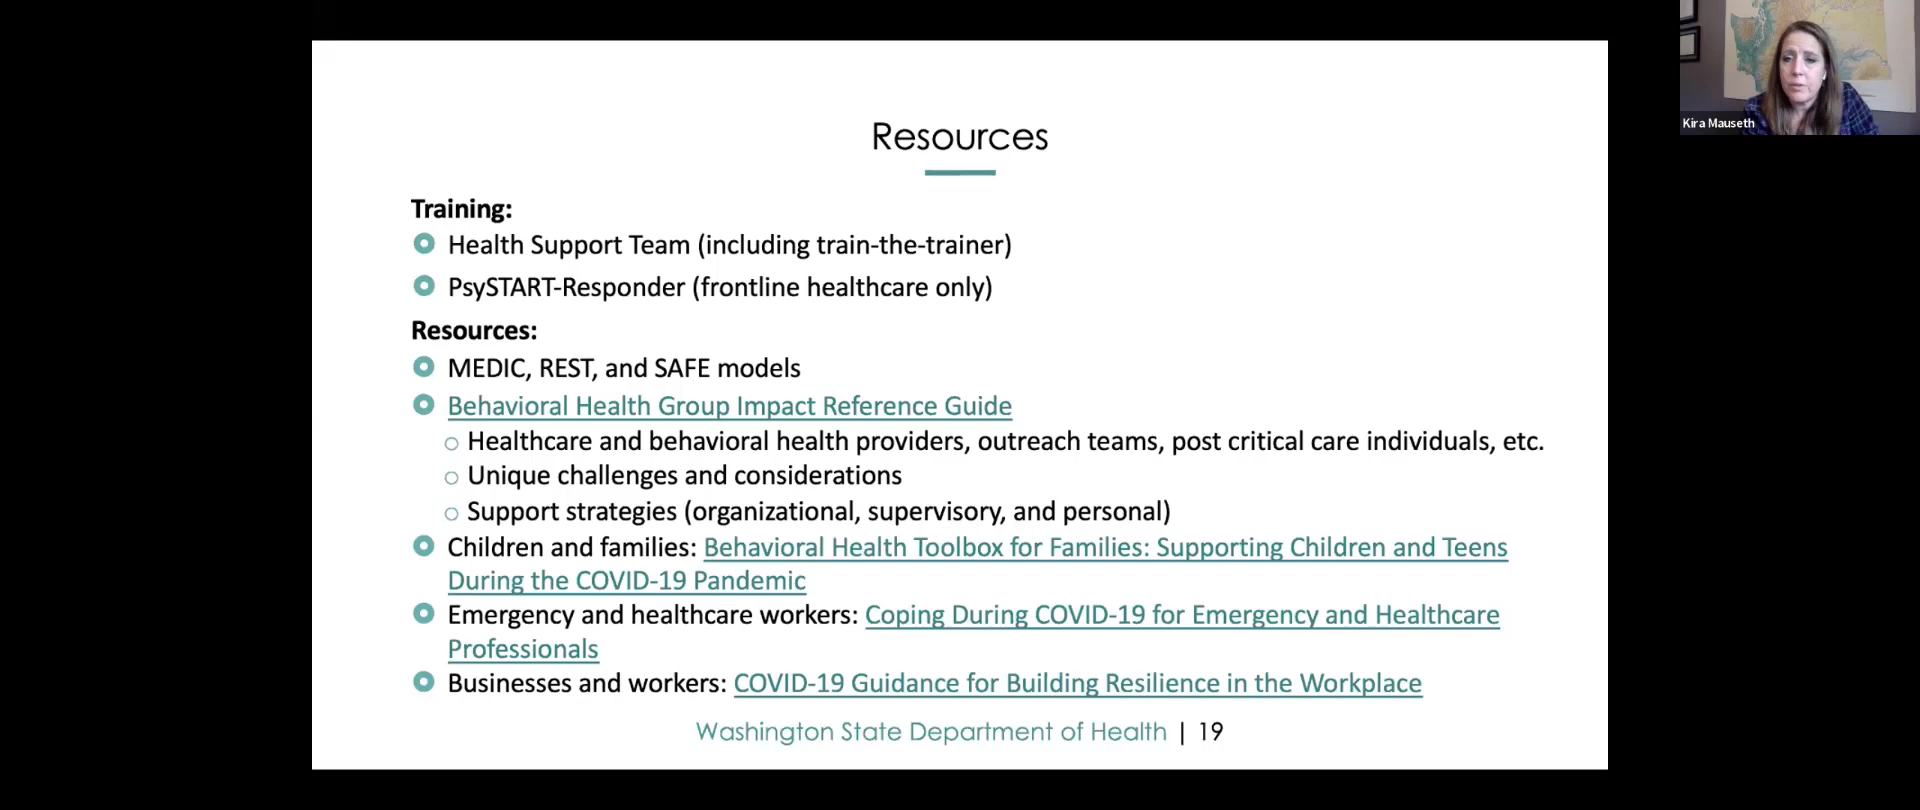 Resources
Training:
Health Support Team (including train-the-trainer)
PsySTART-Responder (frontline healthcare only)
Resources:
MEDIC, REST, and SAFE models
Behavioral Health Group Impact Reference Guide
Healthcare and behavioral health providers, outreach teams, post critical care individuals, etc.
Unique challenges and considerations
Support strategies (organizational, supervisory, and personal)
Children and families: Behavioral Health Toolbox for Families: Supporting Children and Teens
During the COVID-19 Pandemic
Emergency and healthcare workers: Coping During COVID-19 for Emergency and Healthcare
Professionals
Businesses and workers: COVID-19 Guidance for Building Resilience in the Workplace
Washington State Department of Health | 19
Kira Mauseth